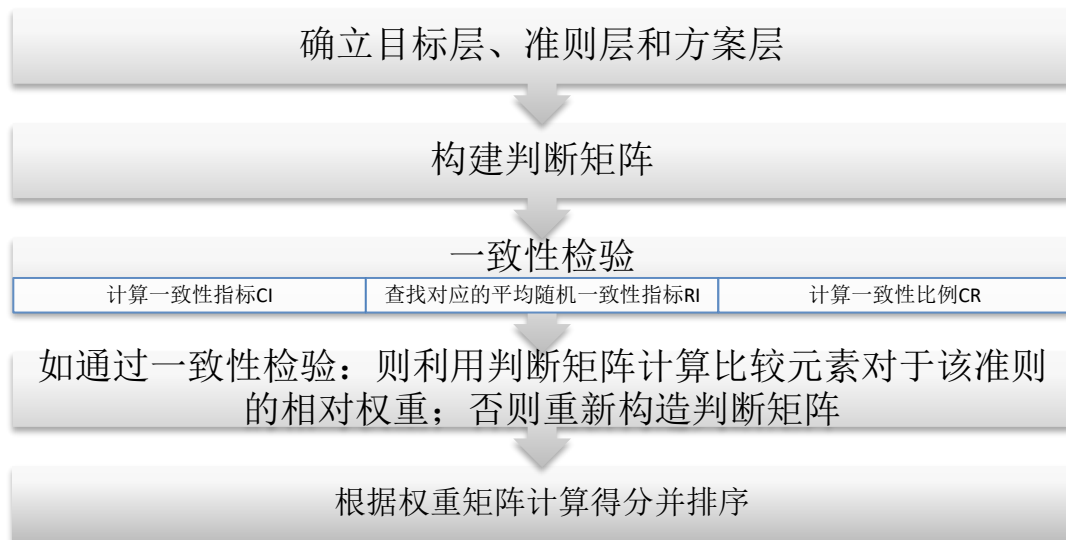 确立目标层、准则层和方案层
构建判断矩阵
一致性检验
计算一致性指标CI
查找对应的平均随机一致性指标RI
计算一致性比例CR
如通过一致性检验：则利用判断矩阵计算比较元素对于该准则
的相对权重；否则重新构造判断矩阵
根据权重矩阵计算得分并排序